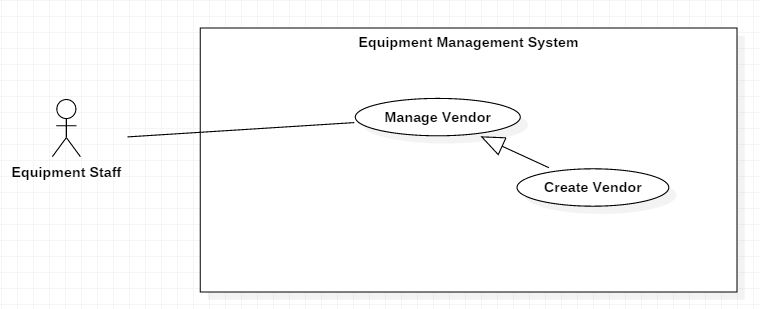 Equipment Management System
Manage Vendor
Equipment Staff
Create Vendor